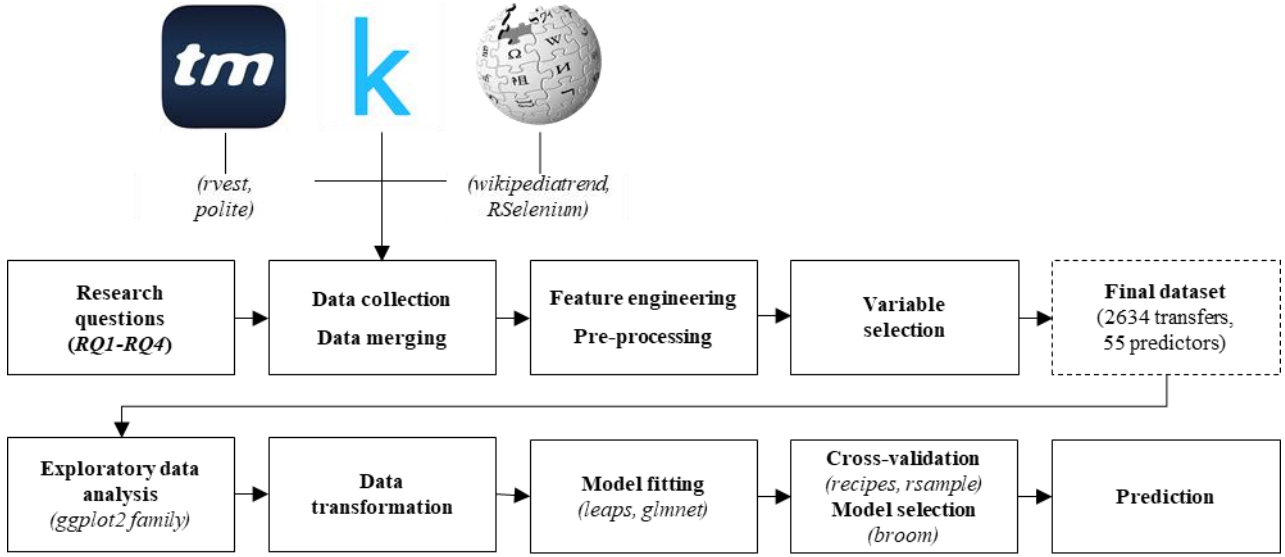 tm
k
Ω
W
И
祖
(rvest,
polite)
(wikipediatrend,
RSelenium)
Research
questions
(RQ1-RQ4)
Data collection
Data merging
Feature engineering
Pre-processing
Variable
selection
Final dataset
(2634 transfers,
55 predictors)
Exploratory data
analysis
(ggplot2 family)
Data
transformation
Model fitting
(leaps, glmnet)
Cross-validation
(recipes, rsample)
Model selection
(broom)
Prediction